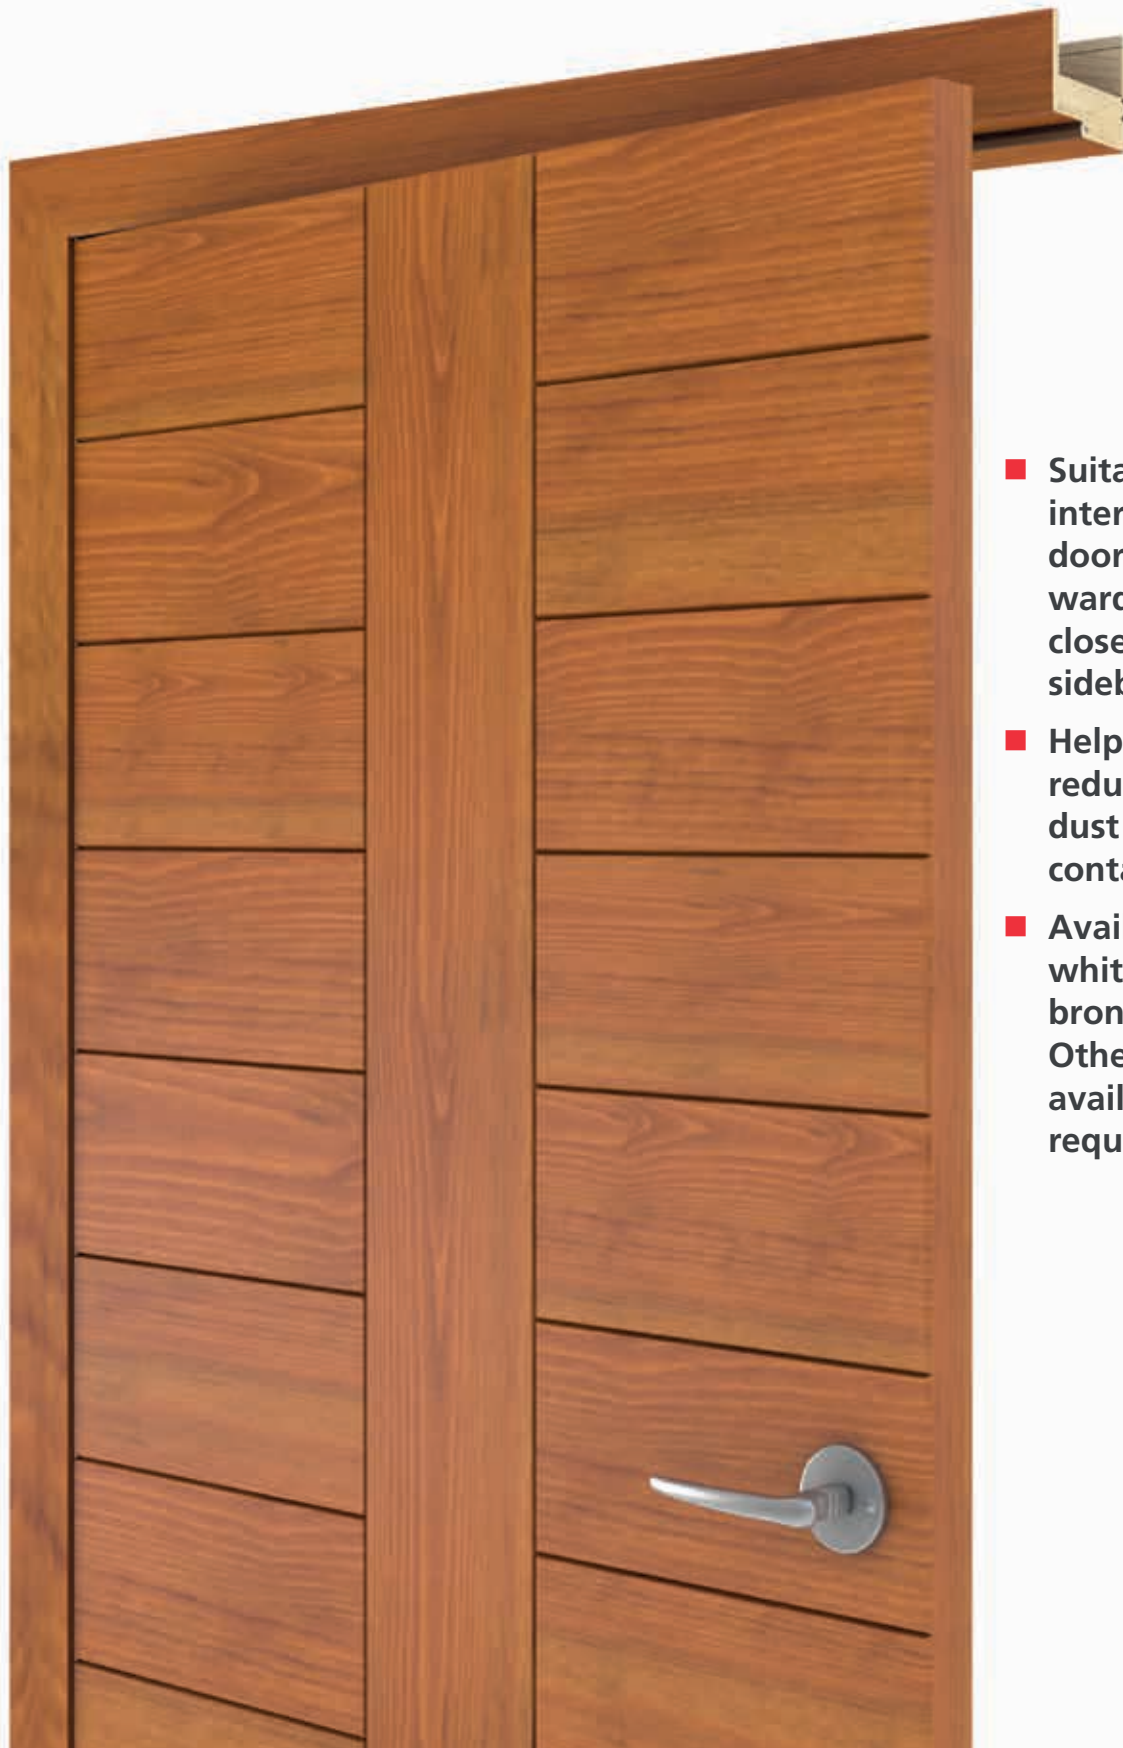 Suita
inter
door
ward
close
sideb
Help
redu
dust
conta
Avai
whit
bron
Othe
avail
requ